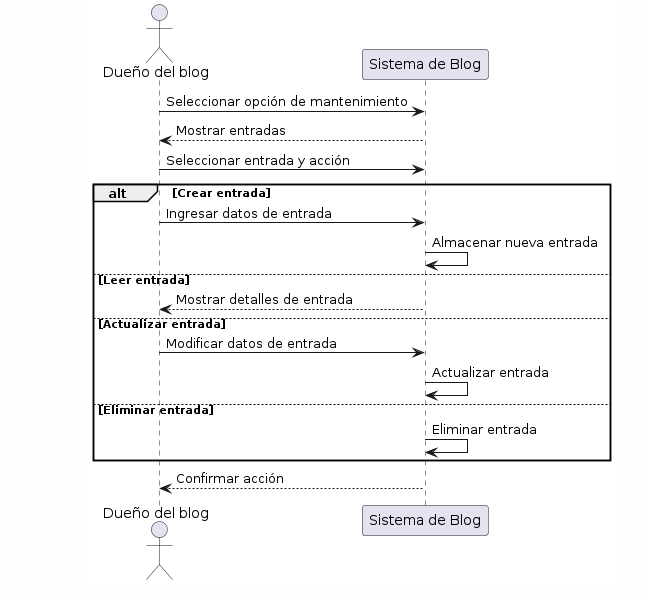 Dueño del blog
Sistema de Blog
Seleccionar opción de mantenimiento
Mostrar entradas
Seleccionar entrada y acción
alt [Crear entrada]
Ingresar datos de entrada
Almacenar nueva entrada
[Leer entrada]
Mostrar detalles de entrada
[Actualizar entrada]
Modificar datos de entrada
Actualizar entrada
[Eliminar entrada]
Eliminar entrada
Confirmar acción
Dueño del blog
Sistema de Blog